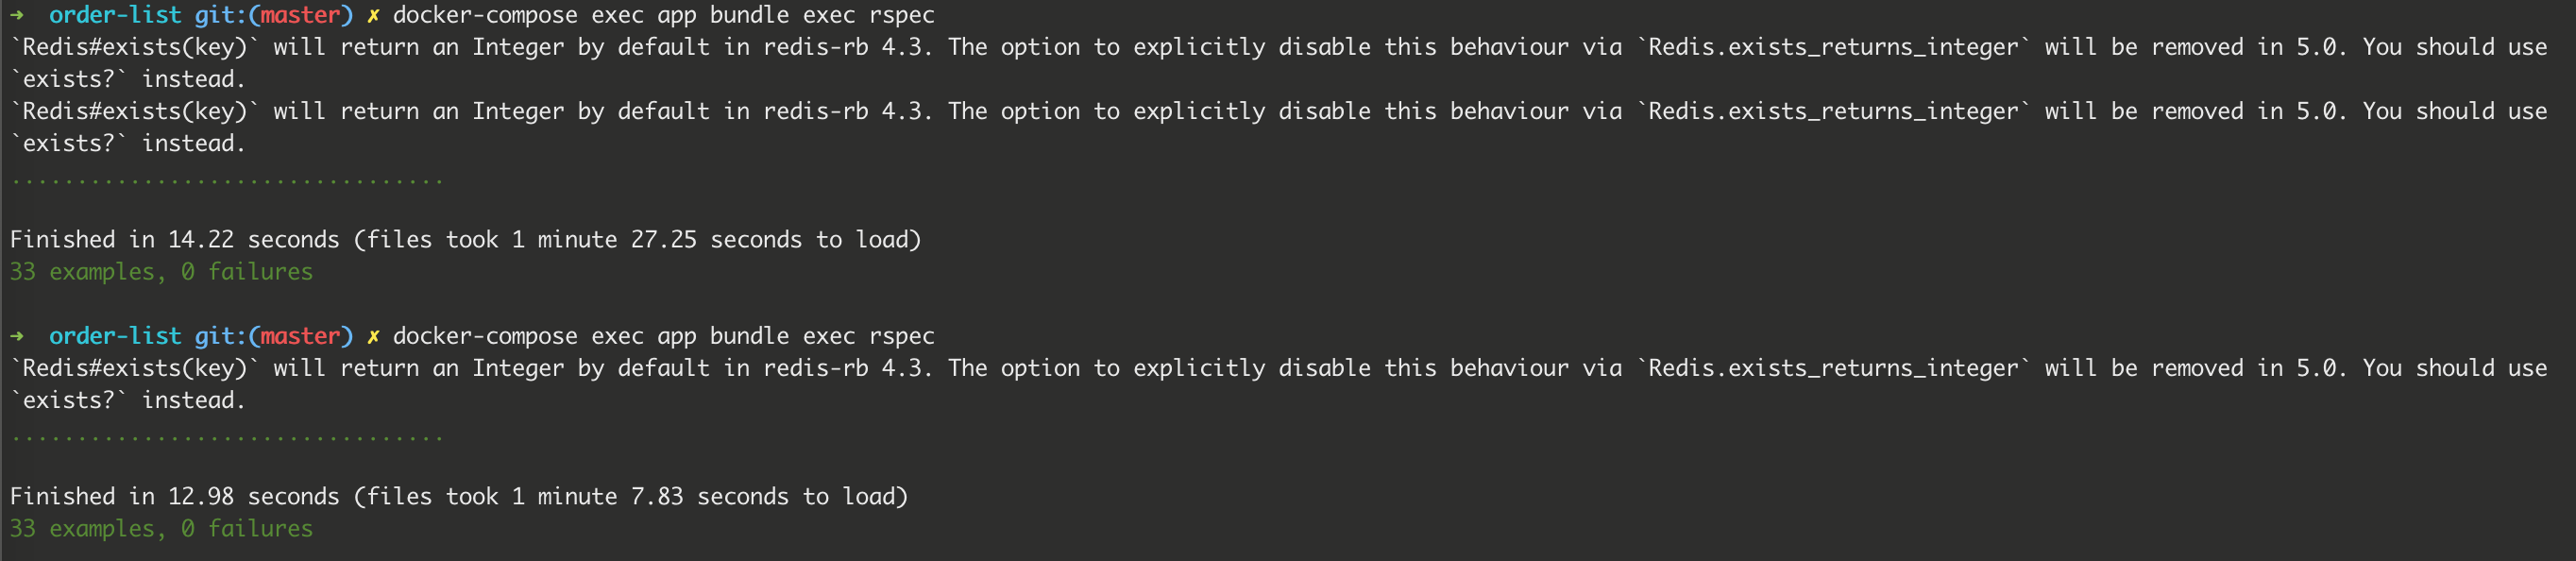 ➜  order-list git:(master) ✗ docker-compose exec app bundle exec rspec
`Redis#exists(key)` will return an Integer by default in redis-rb 4.3. The option to explicitly disable this behaviour via `Redis.exists_returns_integer` will be removed in 5.0. You should use
`exists?` instead.
`Redis#exists(key)` will return an Integer by default in redis-rb 4.3. The option to explicitly disable this behaviour via `Redis.exists_returns_integer` will be removed in 5.0. You should use
`exists?` instead.
.................................
Finished in 14.22 seconds (files took 1 minute 27.25 seconds to load)
33 examples, 0 failures
➜  order-list git:(master) ✗ docker-compose exec app bundle exec rspec
`Redis#exists(key)` will return an Integer by default in redis-rb 4.3. The option to explicitly disable this behaviour via `Redis.exists_returns_integer` will be removed in 5.0. You should use
`exists?` instead.
.................................
Finished in 12.98 seconds (files took 1 minute 7.83 seconds to load)
33 examples, 0 failures